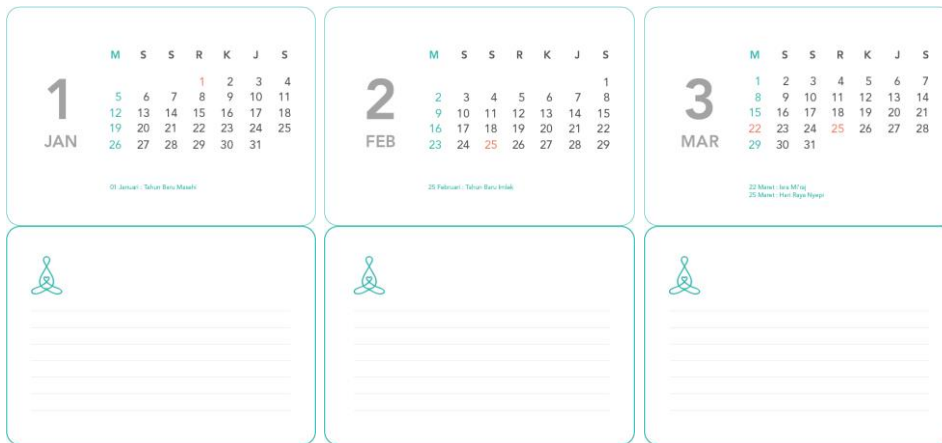 M S S R K J S
1 2 3 4
5 6 7 8 9 10 11
12 13 14 15 16 17 18
19 20 21 22 23 24 25
26 27 28 29 30 31
1
JAN
01 Januari : Tahun Baru Masehi
M S S R K J S
1
2 3 4 5 6 7 8
9 10 11 12 13 14 15
16 17 18 19 20 21 22
23 24 25 26 27 28 29
2
FEB
25 Februari : Tahun Baru Imlek
M S S R K J S
1 2 3 4 5 6 7
8 9 10 11 12 13 14
15 16 17 18 19 20 21
22 23 24 25 26 27 28
29 30 31
3
MAR
22 Maret : Isra Mi'raj
25 Maret : Hari Raya Nyepi